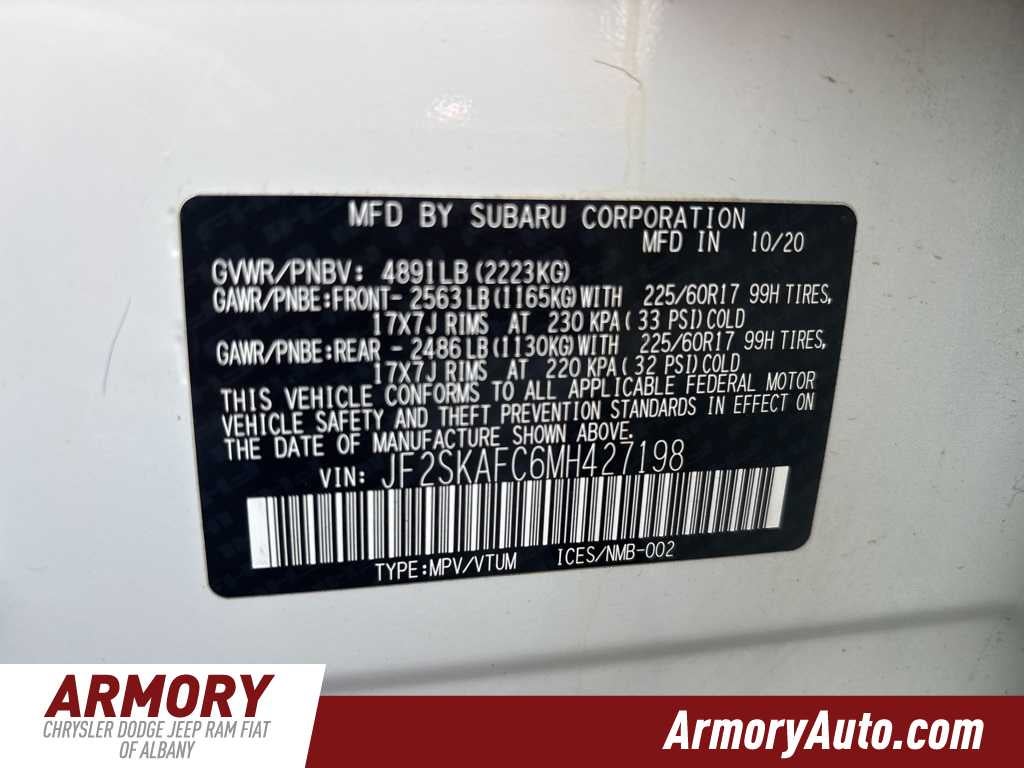 MFD BY SUBARU CORPORATION
MFD IN 10/20
GVWR/PNBV: 4891LB(2223KG)
GAWR/PNBE:FRONT- 2563LB(1165KG)WITH 225/60R17 99H TIRES,
17X7J RIMS AT 230 KPA( 33 PSI)COLD
GAWR/PNBE:REAR - 2486LB(1130KG)WITH 225/60R17 99H TIRES,
17X7J RIMS AT 220 KPA( 32 PSI)COLD
THIS VEHICLE CONFORMS TO ALL APPLICABLE FEDERAL MOTOR
VEHICLE SAFETY AND THEFT PREVENTION STANDARDS IN EFFECT ON
THE DATE OF MANUFACTURE SHOWN ABOVE.
VIN: JF2SKAFC6MH427198
TYPE:MPV/VTUM ICES/NMB-002
ARMORY
CHRYSLER DODGE JEEP RAM FIAT
OF ALBANY
ArmoryAuto.com